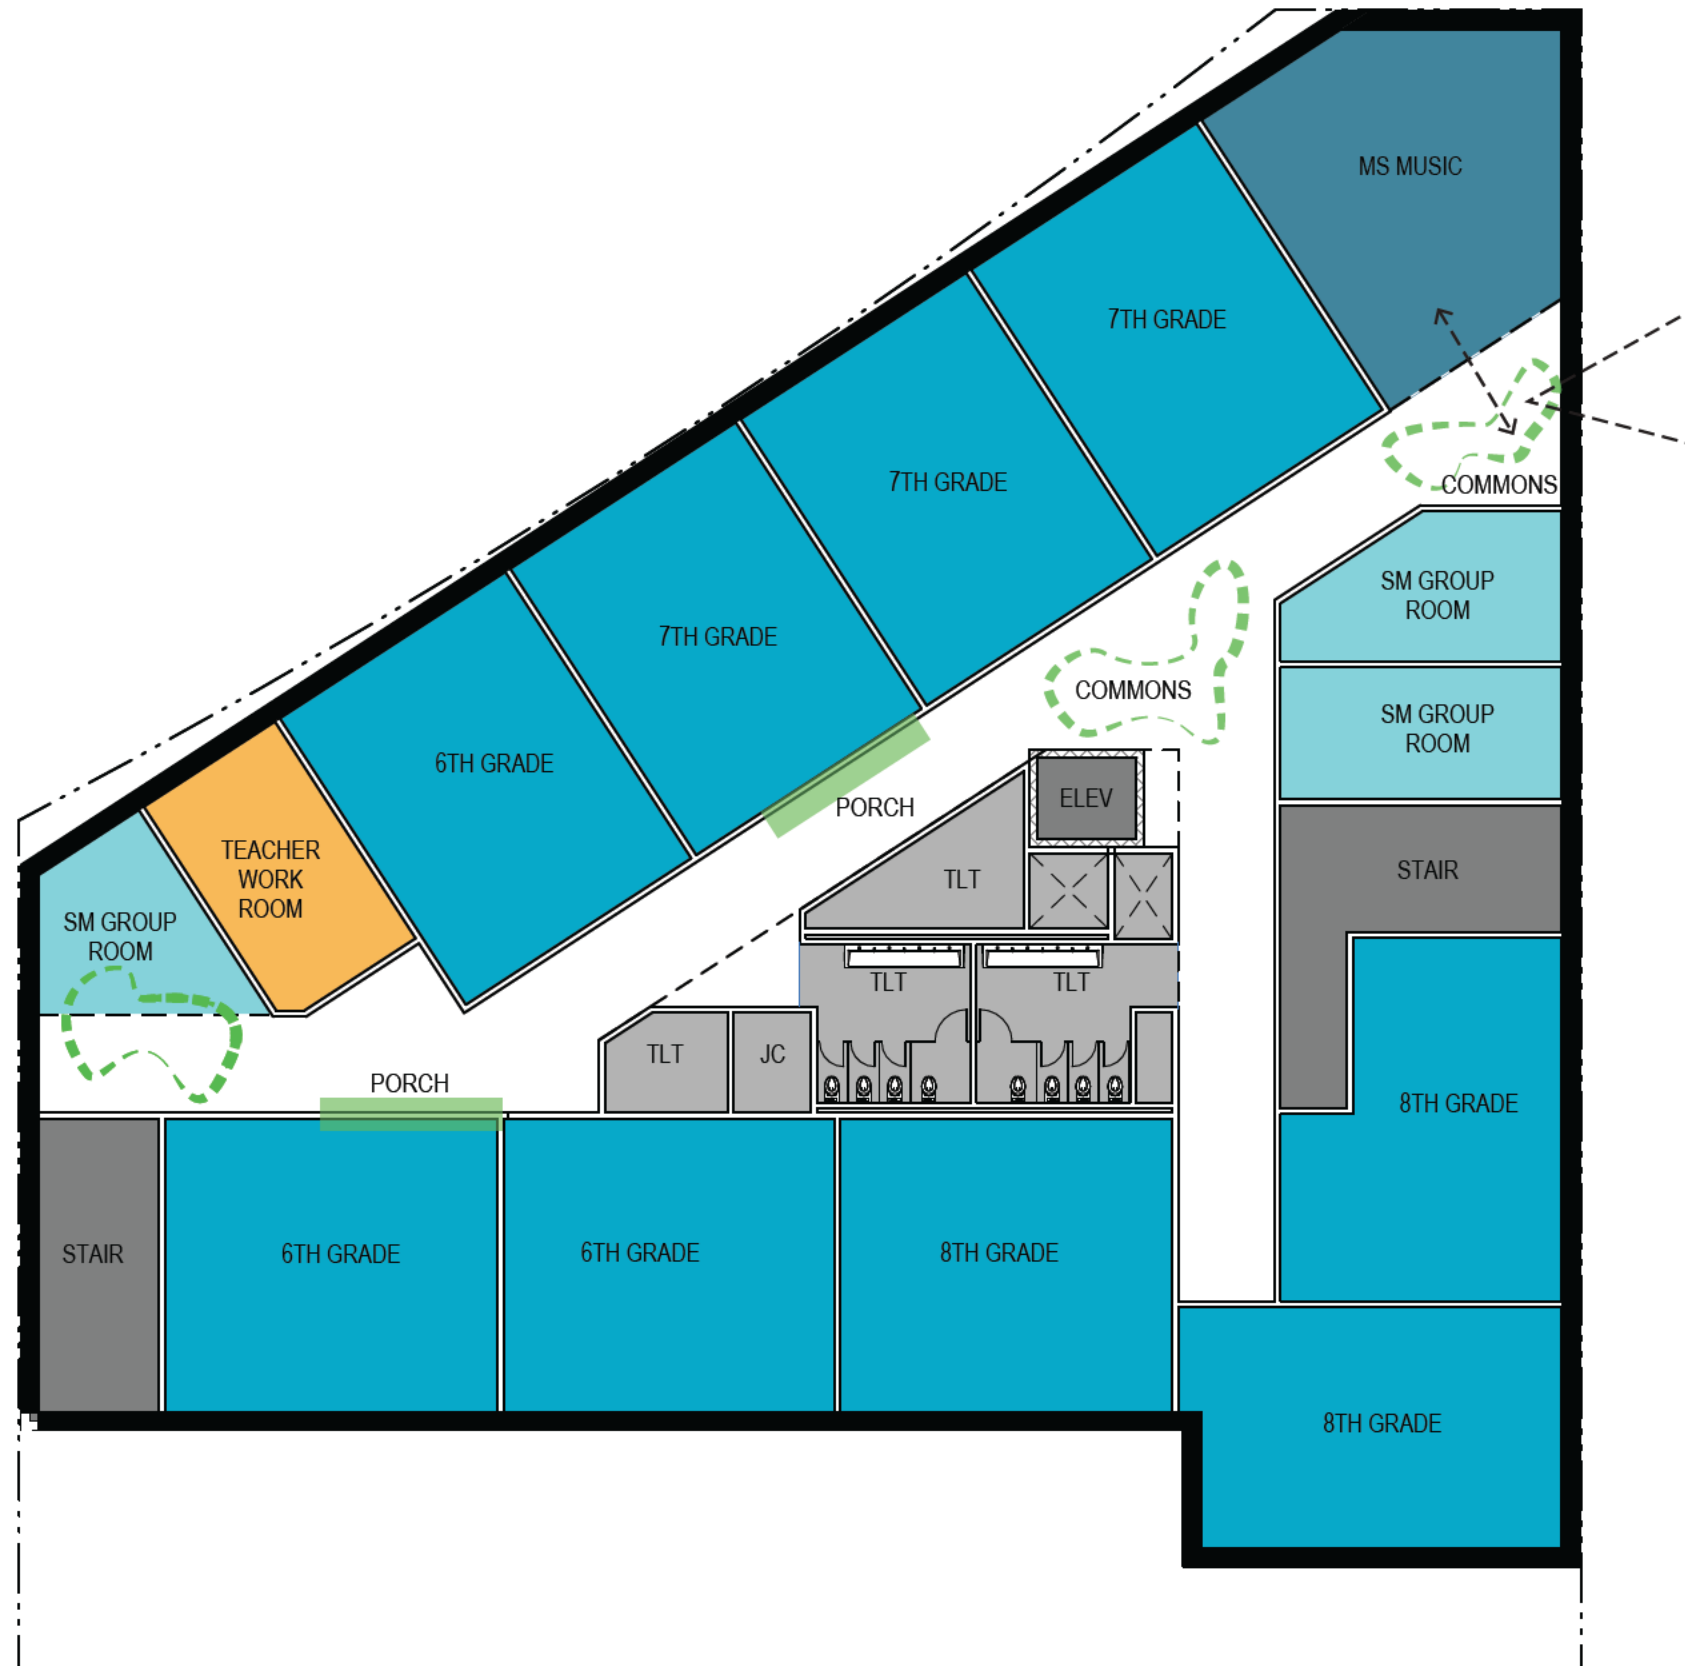 MS MUSIC
7TH GRADE
7TH GRADE
COMMONS
SM GROUP
ROOM
7TH GRADE
COMMONS
SM GROUP
ROOM
6TH GRADE
PORCH
ELEV
TEACHER
WORK
ROOM
TLT
STAIR
SM GROUP
ROOM
TLT
TLT
TLT
JC
PORCH
8TH GRADE
STAIR
6TH GRADE
6TH GRADE
8TH GRADE
8TH GRADE